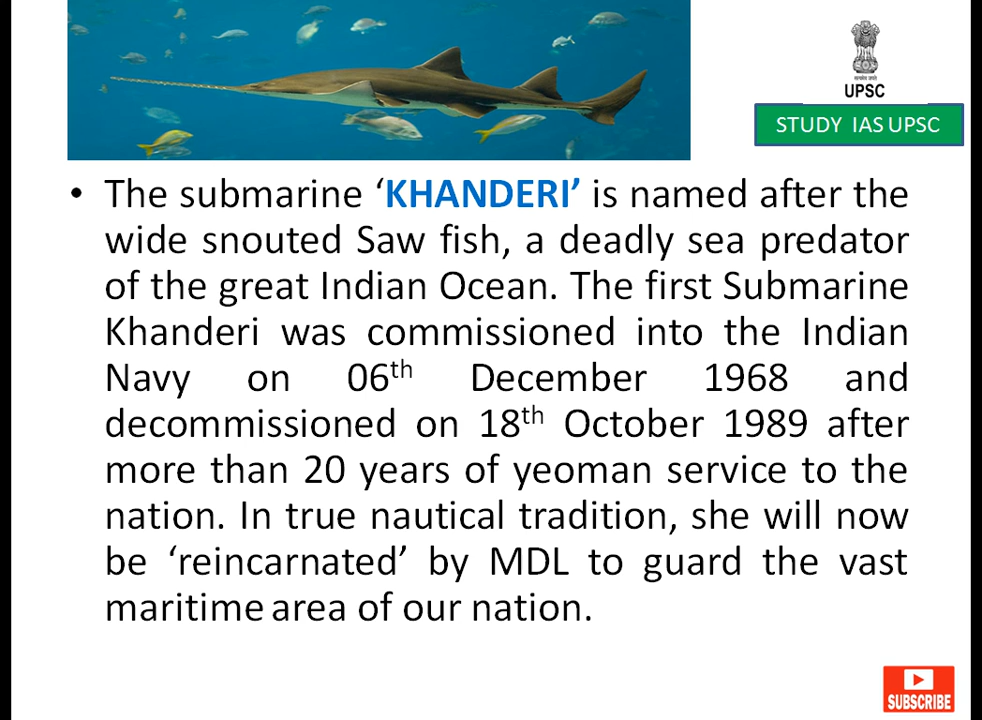 UPSC
STUDY IAS UPSC
• The submarine ‘KHANDERI’ is named after the
wide snouted Saw fish, a deadly sea predator
of the great Indian Ocean. The first Submarine
Khanderi was commissioned into the Indian
Navy on 06th December 1968 and
decommissioned on 18th October 1989 after
more than 20 years of yeoman service to the
nation. In true nautical tradition, she will now
be ‘reincarnated’ by MDL to guard the vast
maritime area of our nation.
SUBSCRIBE